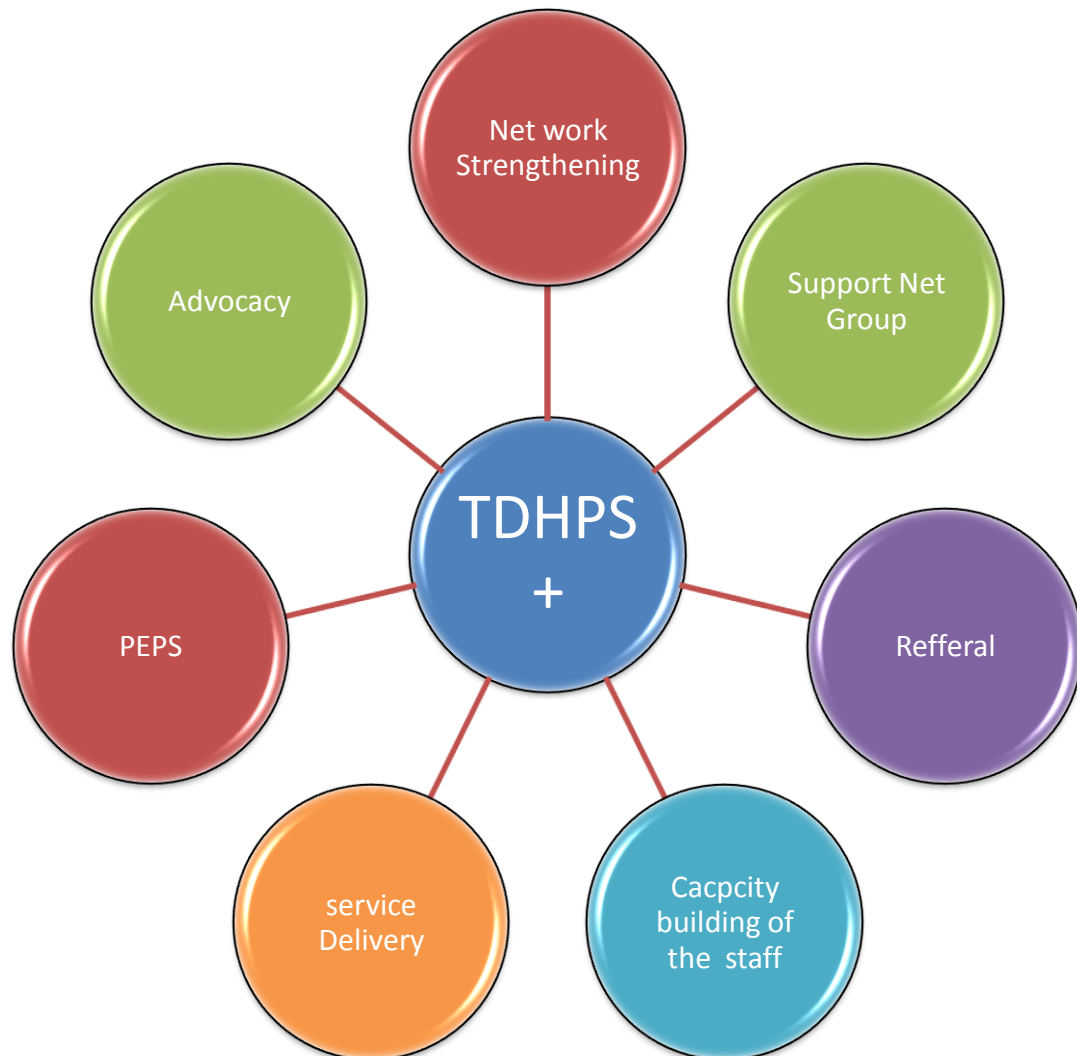 Net work
Strengthening
Advocacy
Support Net
Group
TDHPS
+
PEPS
Refferal
service
Delivery
Cacpcity
building of
the staff